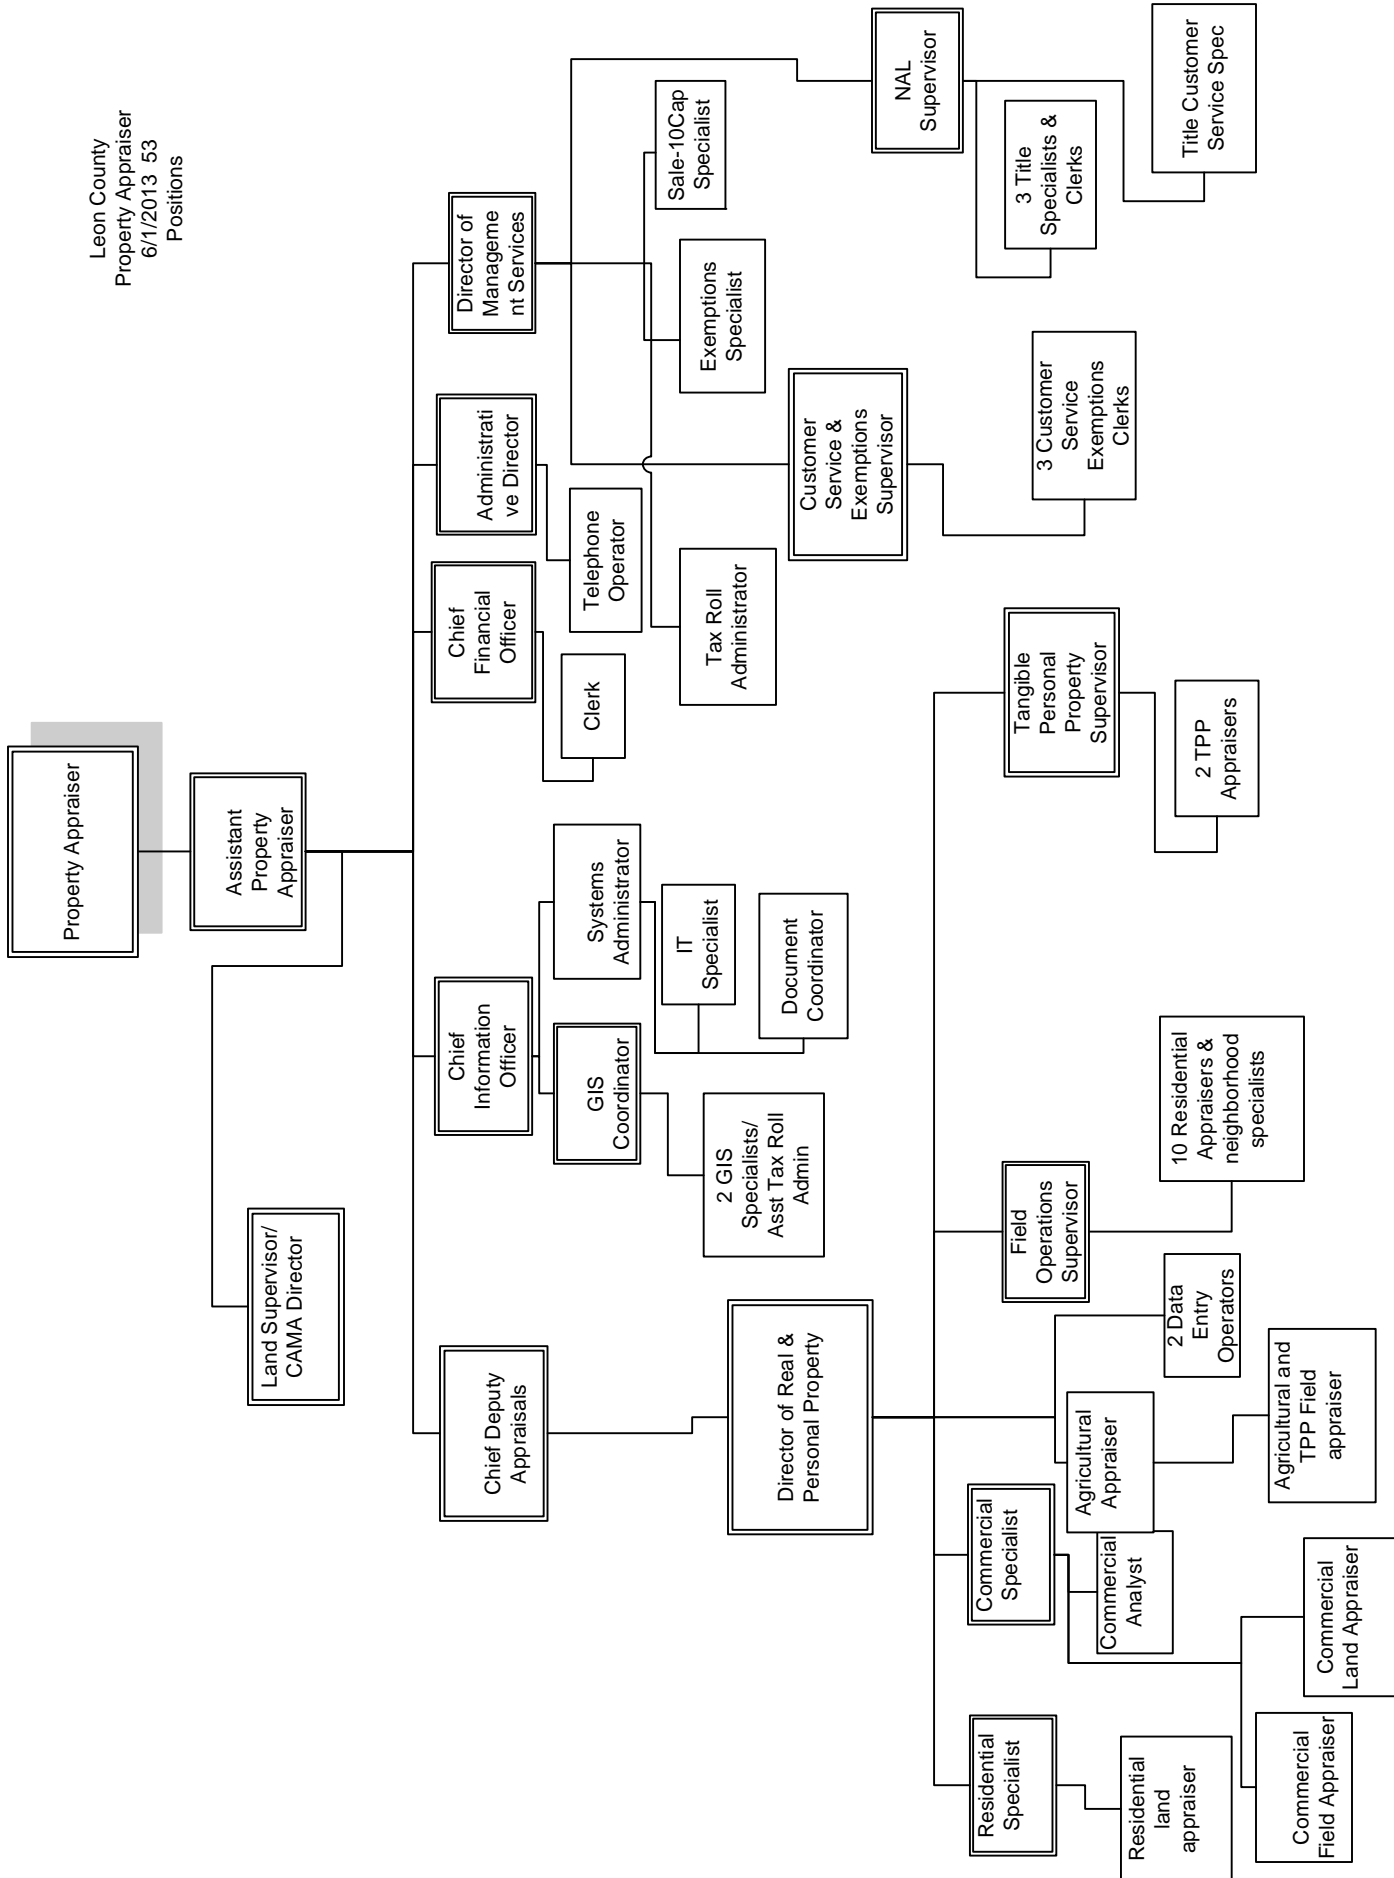 Leon County
Property Appraiser
6/1/2013 53
Positions
Property Appraiser
Assistant
Property
Appraiser
Land Supervisor/
CAMA Director
Chief Deputy
Appraisals
Chief
Information
Officer
Chief
Financial
Officer
Administrati
ve Director
Director of
Manageme
nt Services
GIS
Coordinator
Systems
Administrator
Clerk
Telephone
Operator
2 GIS
Specialists/
Asst Tax Roll
Admin
IT
Specialist
Document
Coordinator
Tax Roll
Administrator
Exemptions
Specialist
Sale-10Cap
Specialist
Customer
Service &
Exemptions
Supervisor
NAL
Supervisor
3 Customer
Service
Exemptions
Clerks
3 Title
Specialists &
Clerks
Title Customer
Service Spec
Director of Real &
Personal Property
Residential
Specialist
Commercial
Specialist
Field
Operations
Supervisor
Tangible
Personal
Property
Supervisor
Residential
land
appraiser
Commercial
Analyst
Agricultural
Appraiser
2 Data
Entry
Operators
10 Residential
Appraisers &
neighborhood
specialists
2 TPP
Appraisers
Commercial
Field Appraiser
Commercial
Land Appraiser
Agricultural and
TPP Field
appraiser